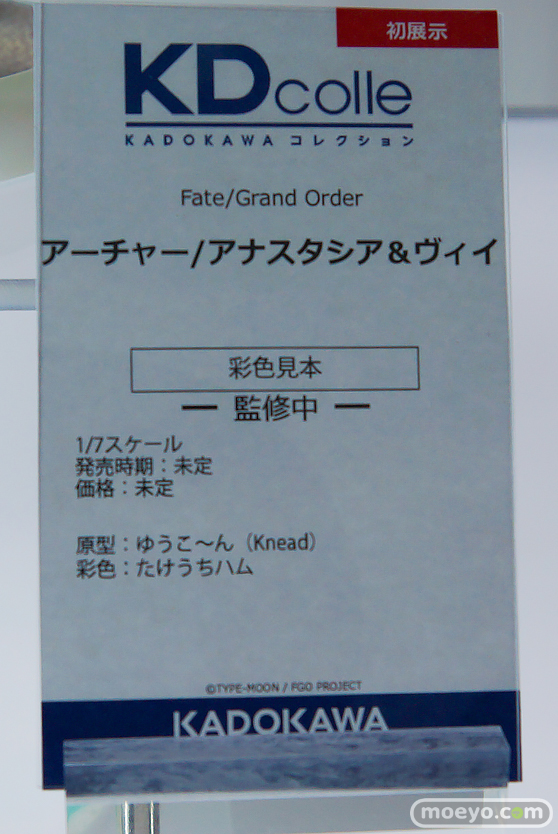 初展示
KDcolle
KADOKAWA コレクション
Fate/Grand Order
アーチャー/アナスタシア＆ヴィイ
彩色見本
― 監修中 ―
1/7スケール
発売時期：未定
価格：未定
原型：ゆうこ〜ん（Knead）
彩色：たけうちハム
©TYPE-MOON / FGO PROJECT
KADOKAWA
moeyo.com